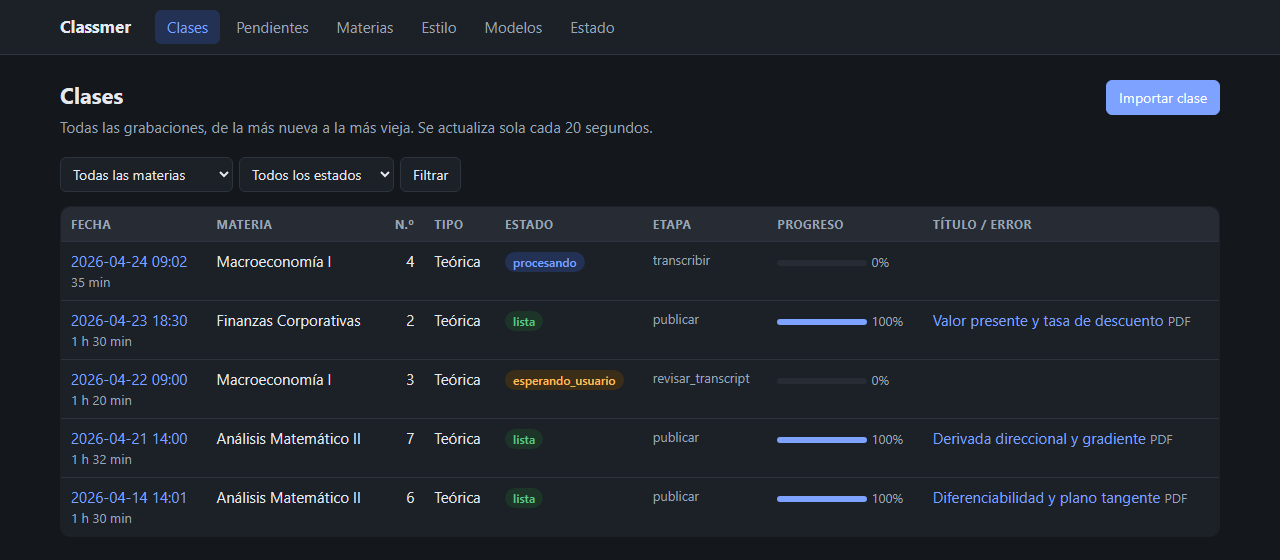 Classmer Clases Pendientes Materias Estilo Modelos Estado
Clases
Importar clase
Todas las grabaciones, de la más nueva a la más vieja. Se actualiza sola cada 20 segundos.
Todas las materias Todos los estados Filtrar
FECHA MATERIA N.º TIPO ESTADO ETAPA PROGRESO TÍTULO / ERROR
2026-04-24 09:02 Macroeconomía I 4 Teórica procesando transcribir 0%
35 min
2026-04-23 18:30 Finanzas Corporativas 2 Teórica lista publicar 100% Valor presente y tasa de descuento PDF
1 h 30 min
2026-04-22 09:00 Macroeconomía I 3 Teórica esperando_usuario revisar_transcript 0%
1 h 20 min
2026-04-21 14:00 Análisis Matemático II 7 Teórica lista publicar 100% Derivada direccional y gradiente PDF
1 h 32 min
2026-04-14 14:01 Análisis Matemático II 6 Teórica lista publicar 100% Diferenciabilidad y plano tangente PDF
1 h 30 min